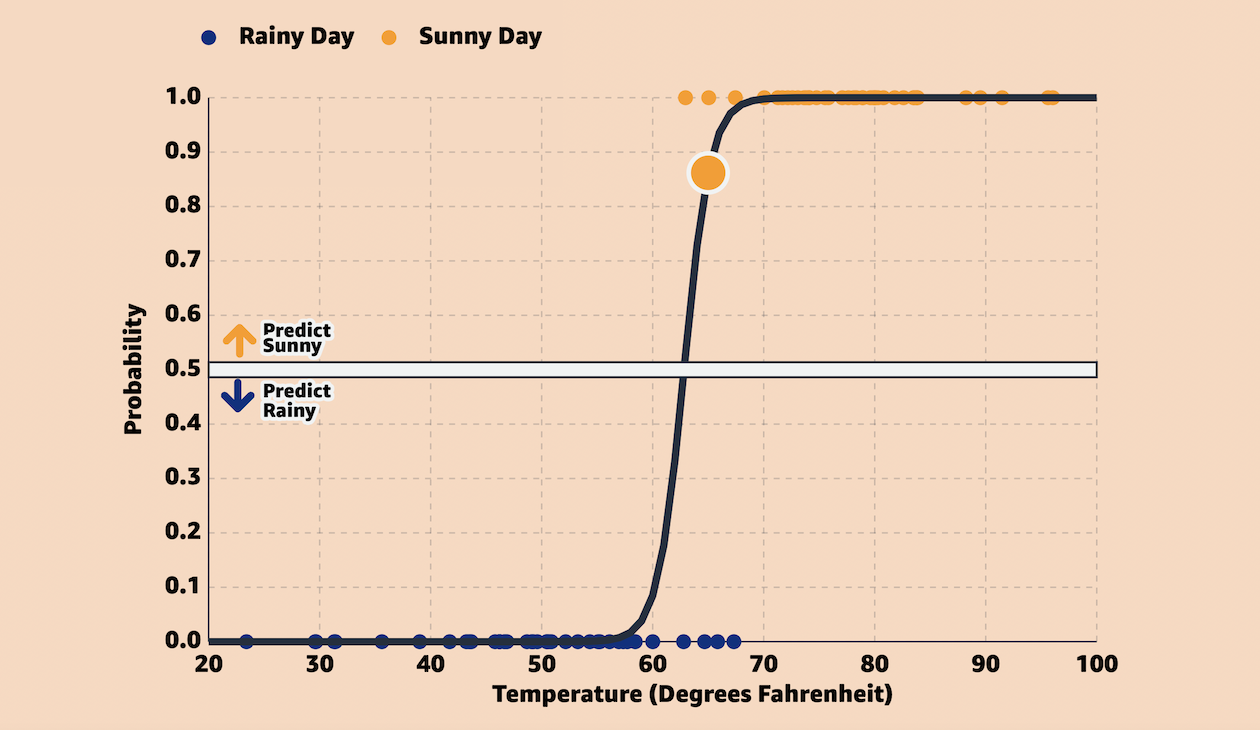 Rainy Day Sunny Day
1.0
0.9
0.8
0.7
0.6
0.5
0.4
0.3
0.2
0.1
0.0
Probability
Predict
Sunny
Predict
Rainy
20 30 40 50 60 70 80 90 100
Temperature (Degrees Fahrenheit)